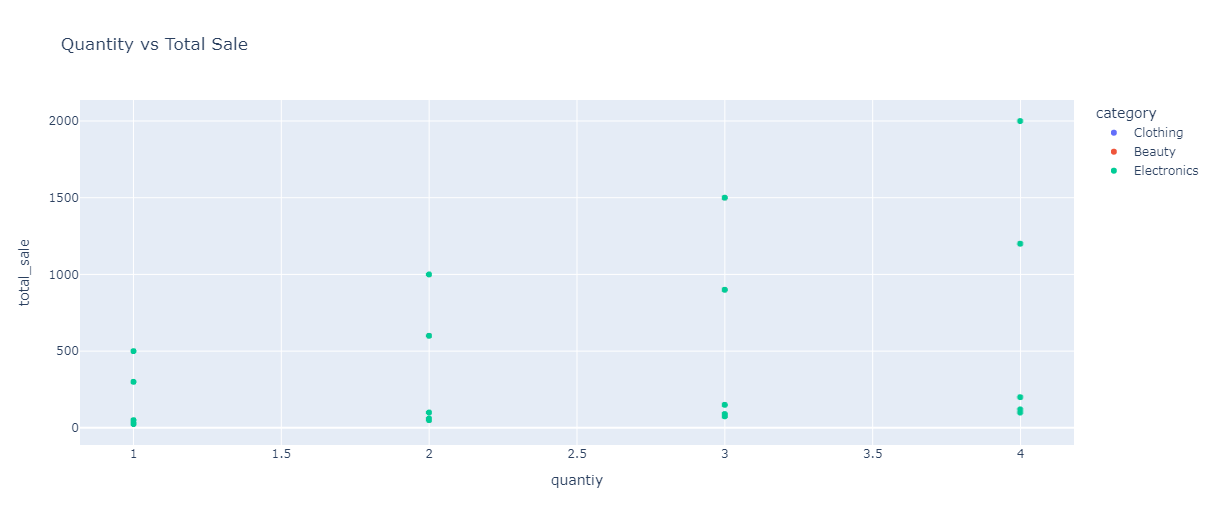 Quantity vs Total Sale
category
Clothing
Beauty
Electronics
2000
1500
1000
500
0
total_sale
1
1.5
2
2.5
3
3.5
4
quantiy